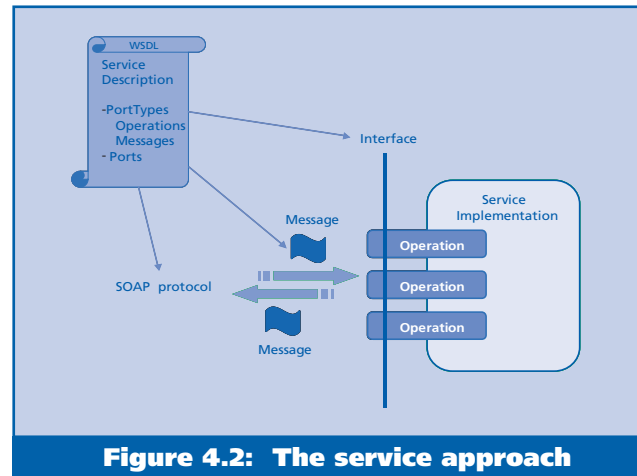 WSDL
Service
Description
-PortTypes
Operations
Messages
- Ports
Interface
Service
Implementation
Message
Operation
Operation
Operation
SOAP protocol
Message
Figure 4.2: The service approach